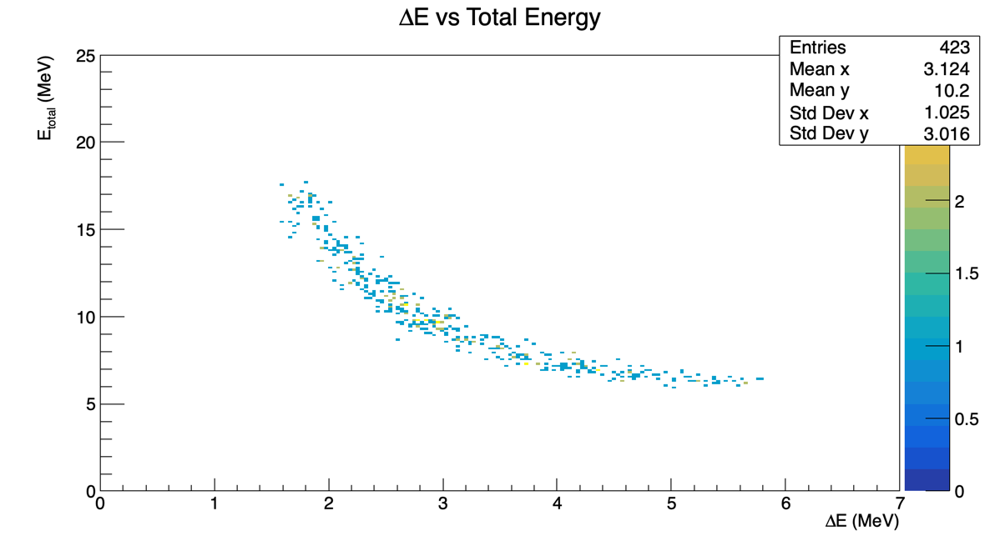 ΔE vs Total Energy
Entries 423
Mean x 3.124
Mean y 10.2
Std Dev x 1.025
Std Dev y 3.016
E_total (MeV)
25
20
15
10
5
0
0 1 2 3 4 5 6 7
ΔE (MeV)
2
1.5
1
0.5
0